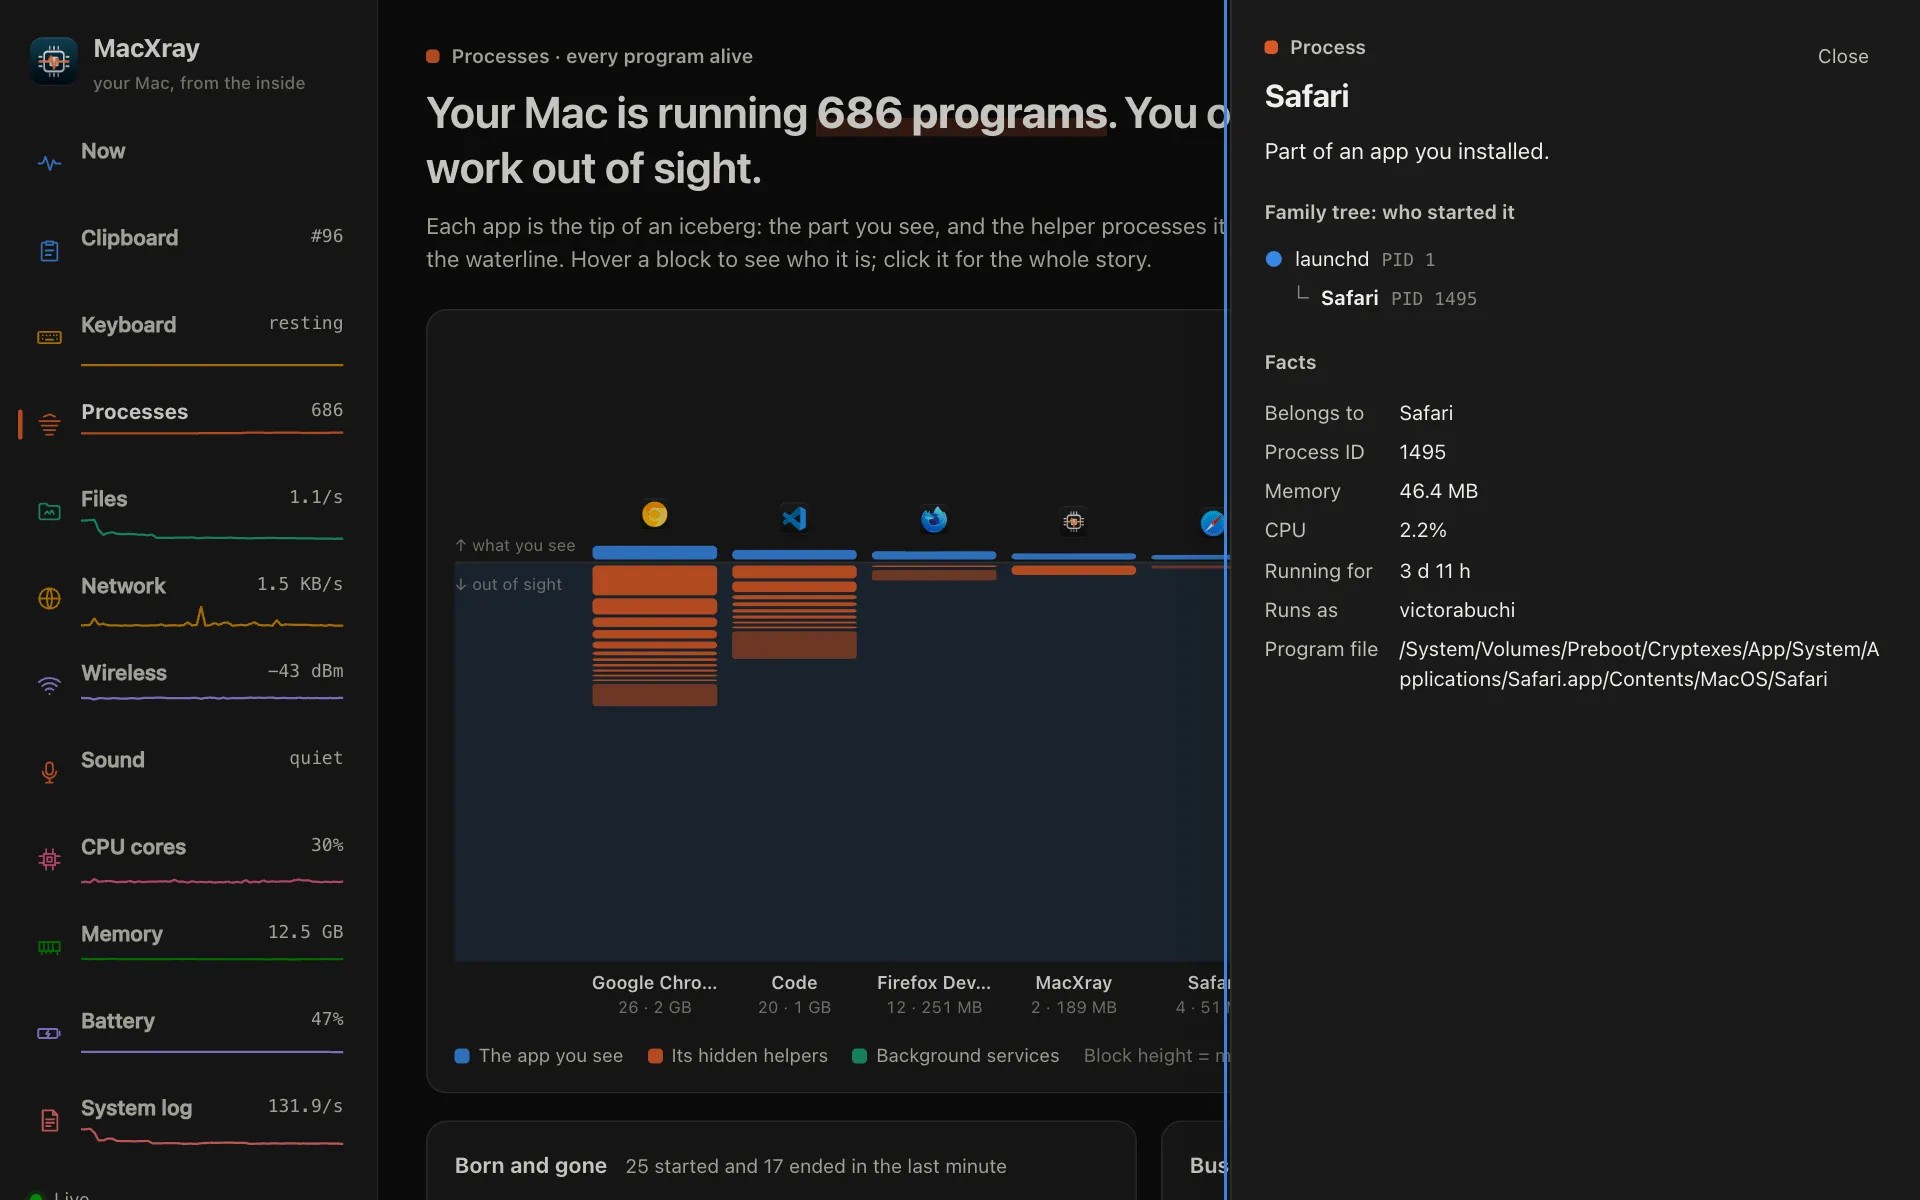 MacXray
your Mac, from the inside
Now
Clipboard #96
Keyboard resting
Processes 686
Files 1.1/s
Network 1.5 KB/s
Wireless −43 dBm
Sound quiet
CPU cores 30%
Memory 12.5 GB
Battery 47%
System log 131.9/s
Live
Processes · every program alive
Your Mac is running 686 programs. You o
work out of sight.
Each app is the tip of an iceberg: the part you see, and the helper processes it
the waterline. Hover a block to see who it is; click it for the whole story.
↑ what you see
↓ out of sight
Google Chro... Code Firefox Dev... MacXray Safar
26 · 2 GB 20 · 1 GB 12 · 251 MB 2 · 189 MB 4 · 51
The app you see Its hidden helpers Background services Block height = m
Born and gone 25 started and 17 ended in the last minute
Bus
Process
Close
Safari
Part of an app you installed.
Family tree: who started it
launchd PID 1
└ Safari PID 1495
Facts
Belongs to Safari
Process ID 1495
Memory 46.4 MB
CPU 2.2%
Running for 3 d 11 h
Runs as victorabuchi
Program file /System/Volumes/Preboot/Cryptexes/App/System/A
pplications/Safari.app/Contents/MacOS/Safari